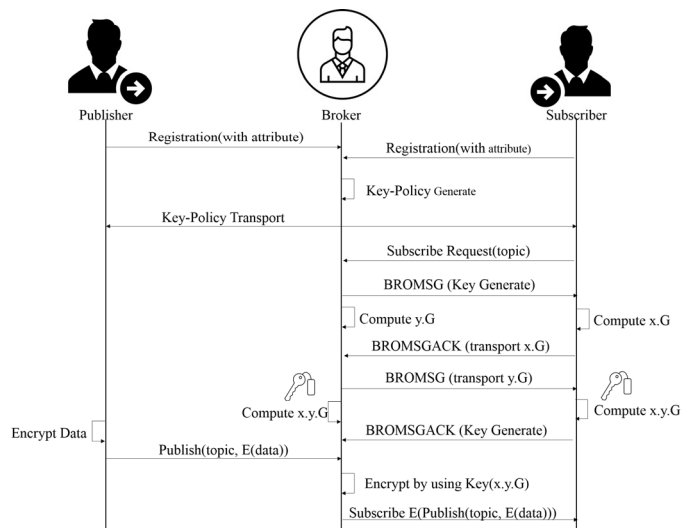 Publisher
Broker
Subscriber
Registration(with attribute)
Registration(with attribute)
Key-Policy Generate
Key-Policy Transport
Subscribe Request(topic)
BROMSG (Key Generate)
Compute y.G
Compute x.G
BROMSGACK (transport x.G)
BROMSG (transport y.G)
Compute x.y.G
Compute x.y.G
Encrypt Data
BROMSGACK (Key Generate)
Publish(topic, E(data))
Encrypt by using Key(x.y.G)
Subscribe E(Publish(topic, E(data)))